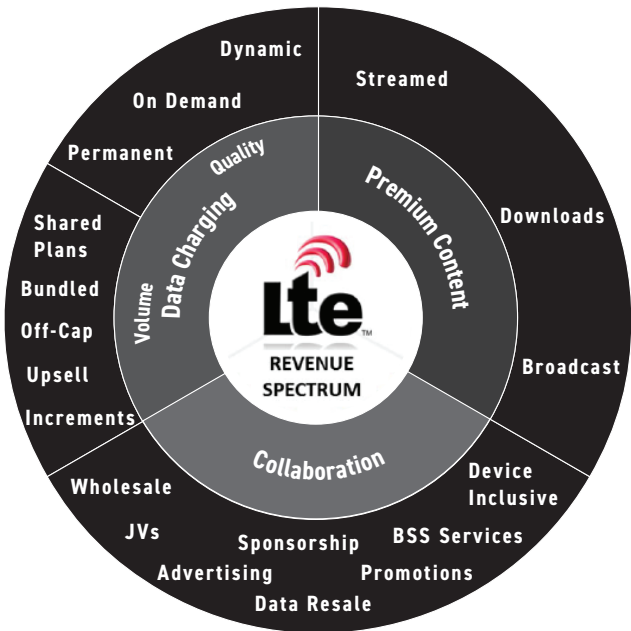 Dynamic
On Demand
Permanent
Streamed
Downloads
Broadcast
Quality
Data Charging
Volume
Premium Content
Shared
Plans
Bundled
Off-Cap
Upsell
Increments
Lte
TM
REVENUE
SPECTRUM
Collaboration
Wholesale
JVs
Sponsorship
Advertising
Data Resale
Promotions
BSS Services
Device
Inclusive